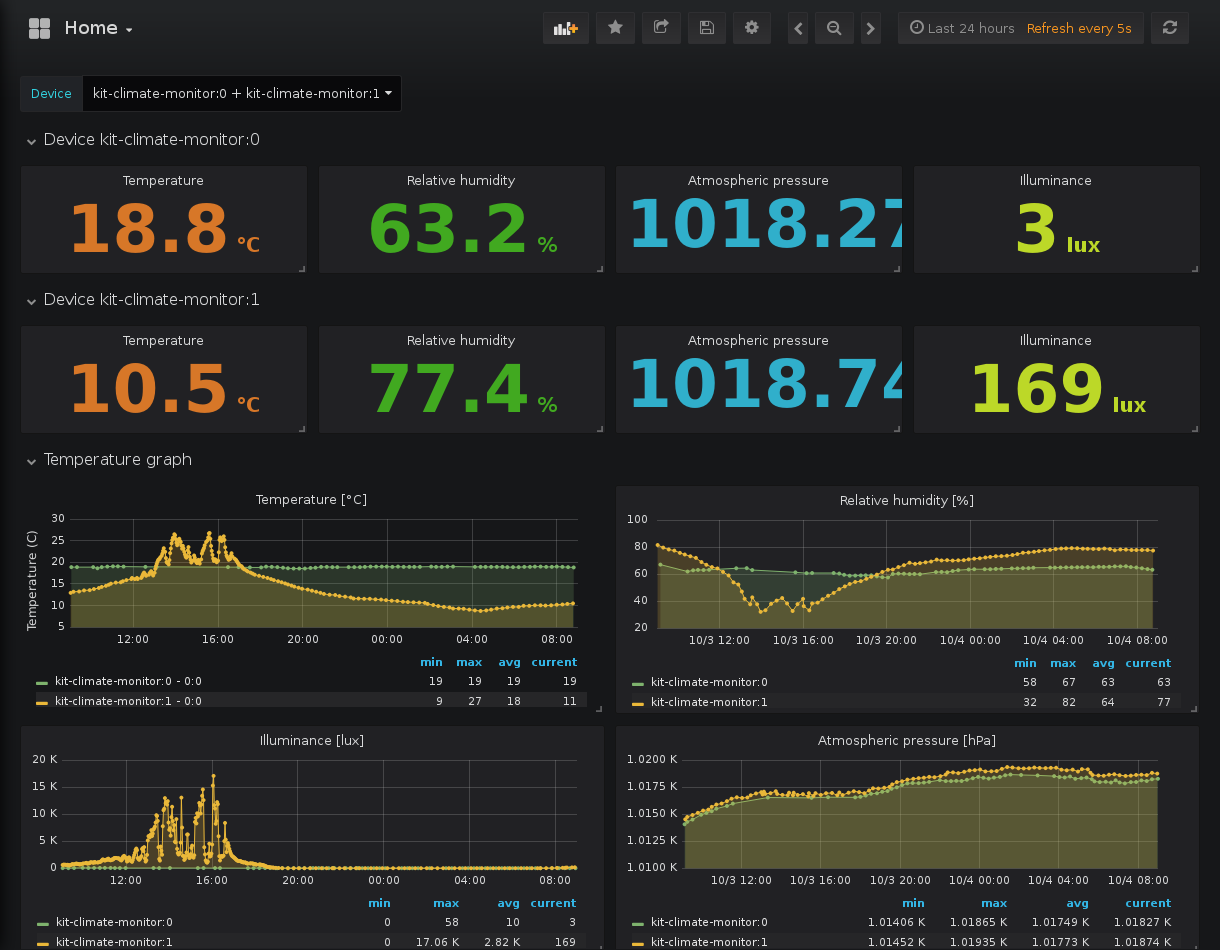 Home
Last 24 hours Refresh every 5s
Device kit-climate-monitor:0 + kit-climate-monitor:1
Device kit-climate-monitor:0
Temperature Relative humidity Atmospheric pressure Illuminance
18.8 °C 63.2 % 1018.27 3 lux
Device kit-climate-monitor:1
Temperature Relative humidity Atmospheric pressure Illuminance
10.5 °C 77.4 % 1018.74 169 lux
Temperature graph
Temperature [°C]
Temperature (C)
30
25
20
15
10
5
12:00 16:00 20:00 00:00 04:00 08:00
min max avg current
kit-climate-monitor:0 - 0:0 19 19 19 19
kit-climate-monitor:1 - 0:0 9 27 18 11
Relative humidity [%]
100
80
60
40
20
10/3 12:00 10/3 16:00 10/3 20:00 10/4 00:00 10/4 04:00 10/4 08:00
min max avg current
kit-climate-monitor:0 58 67 63 63
kit-climate-monitor:1 32 82 64 77
Illuminance [lux]
20 K
15 K
10 K
5 K
0
12:00 16:00 20:00 00:00 04:00 08:00
min max avg current
kit-climate-monitor:0 0 58 10 3
kit-climate-monitor:1 0 17.06 K 2.82 K 169
Atmospheric pressure [hPa]
1.0200 K
1.0175 K
1.0150 K
1.0125 K
1.0100 K
10/3 12:00 10/3 16:00 10/3 20:00 10/4 00:00 10/4 04:00 10/4 08:00
min max avg current
kit-climate-monitor:0 1.01406 K 1.01865 K 1.01749 K 1.01827 K
kit-climate-monitor:1 1.01452 K 1.01935 K 1.01773 K 1.01874 K